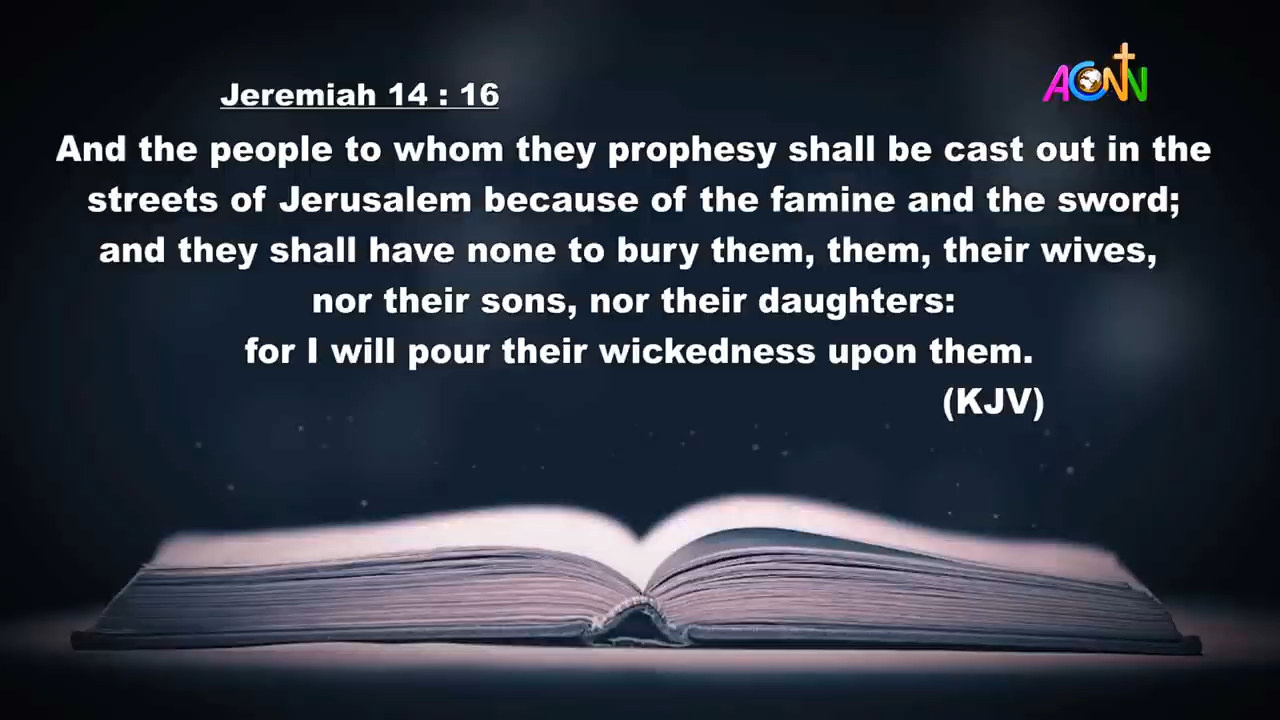 Jeremiah 14 : 16
ACNN
And the people to whom they prophesy shall be cast out in the
streets of Jerusalem because of the famine and the sword;
and they shall have none to bury them, them, their wives,
nor their sons, nor their daughters:
for I will pour their wickedness upon them.
(KJV)